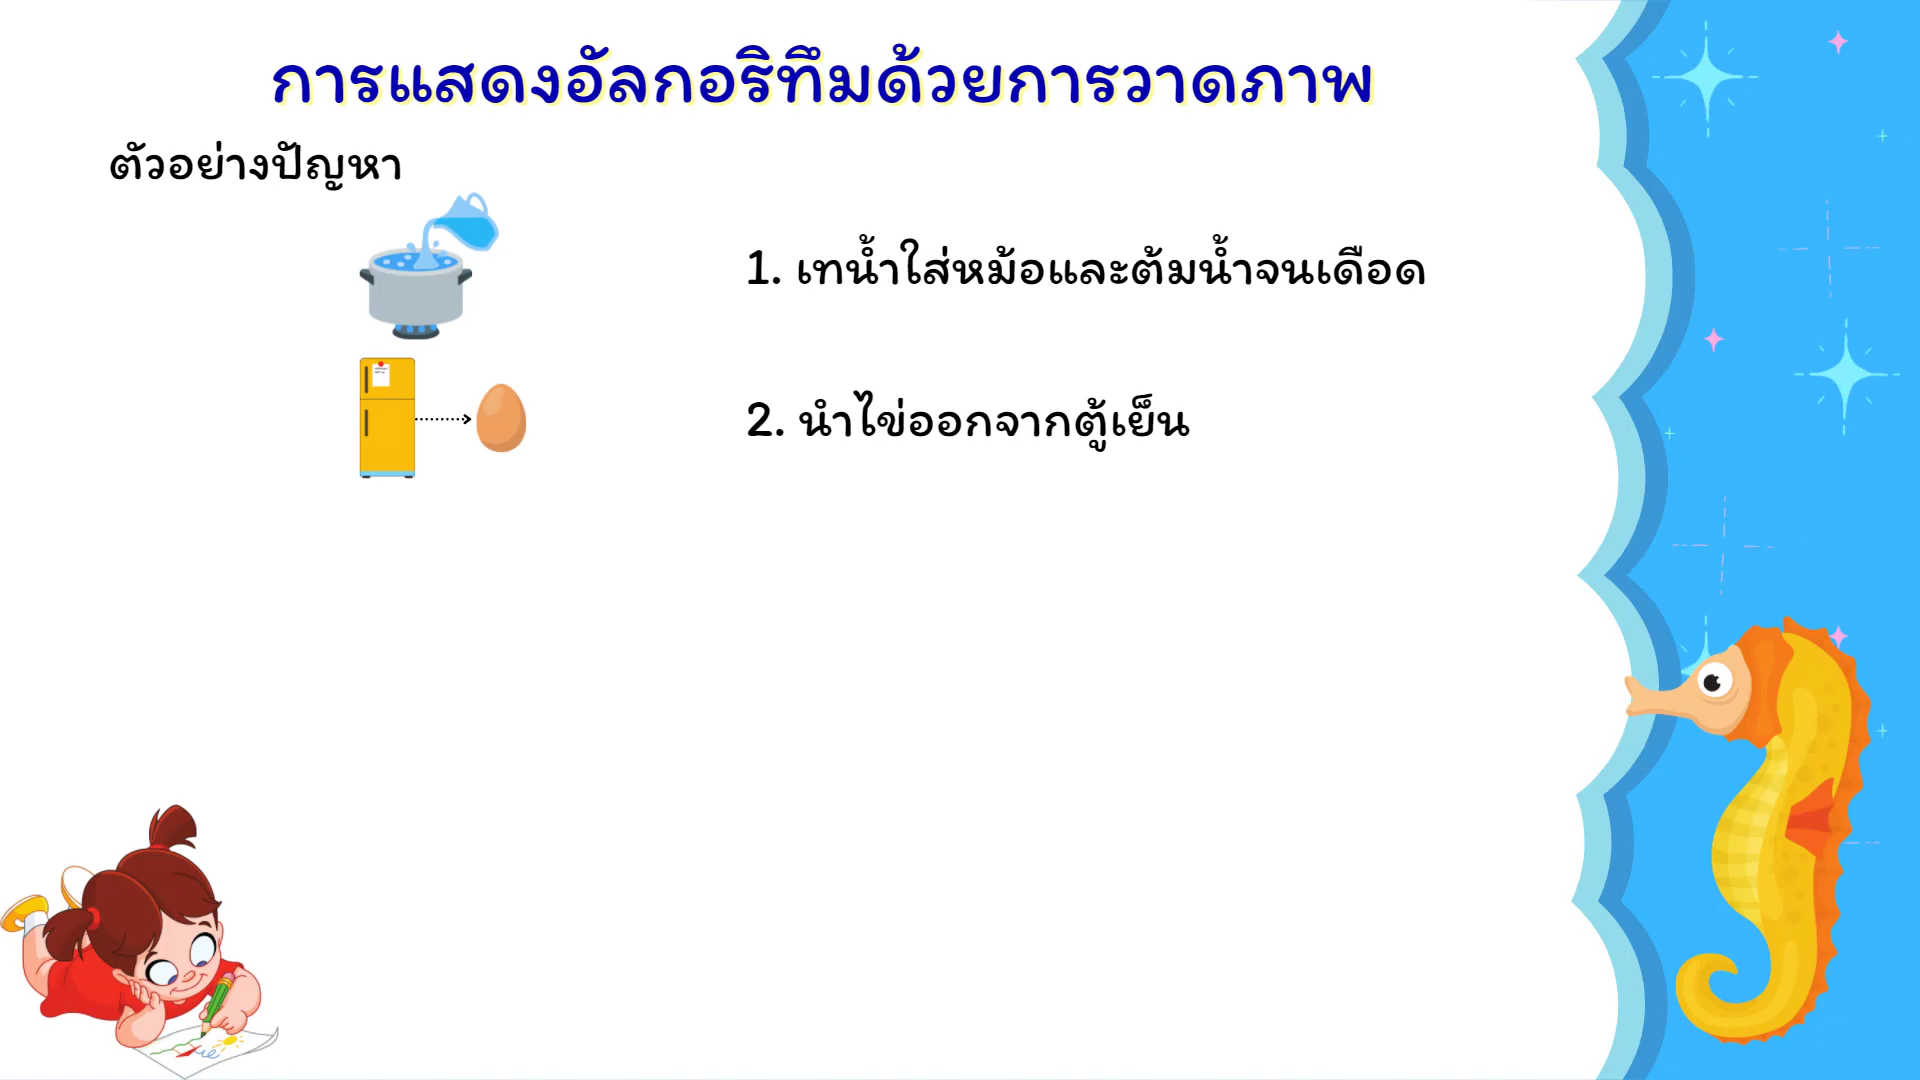 การแสดงอัลกอริทึมด้วยการวาดภาพ
ตัวอย่างปัญหา
1. เทน้ำใส่หม้อและต้มน้ำจนเดือด
2. นำไข่ออกจากตู้เย็น